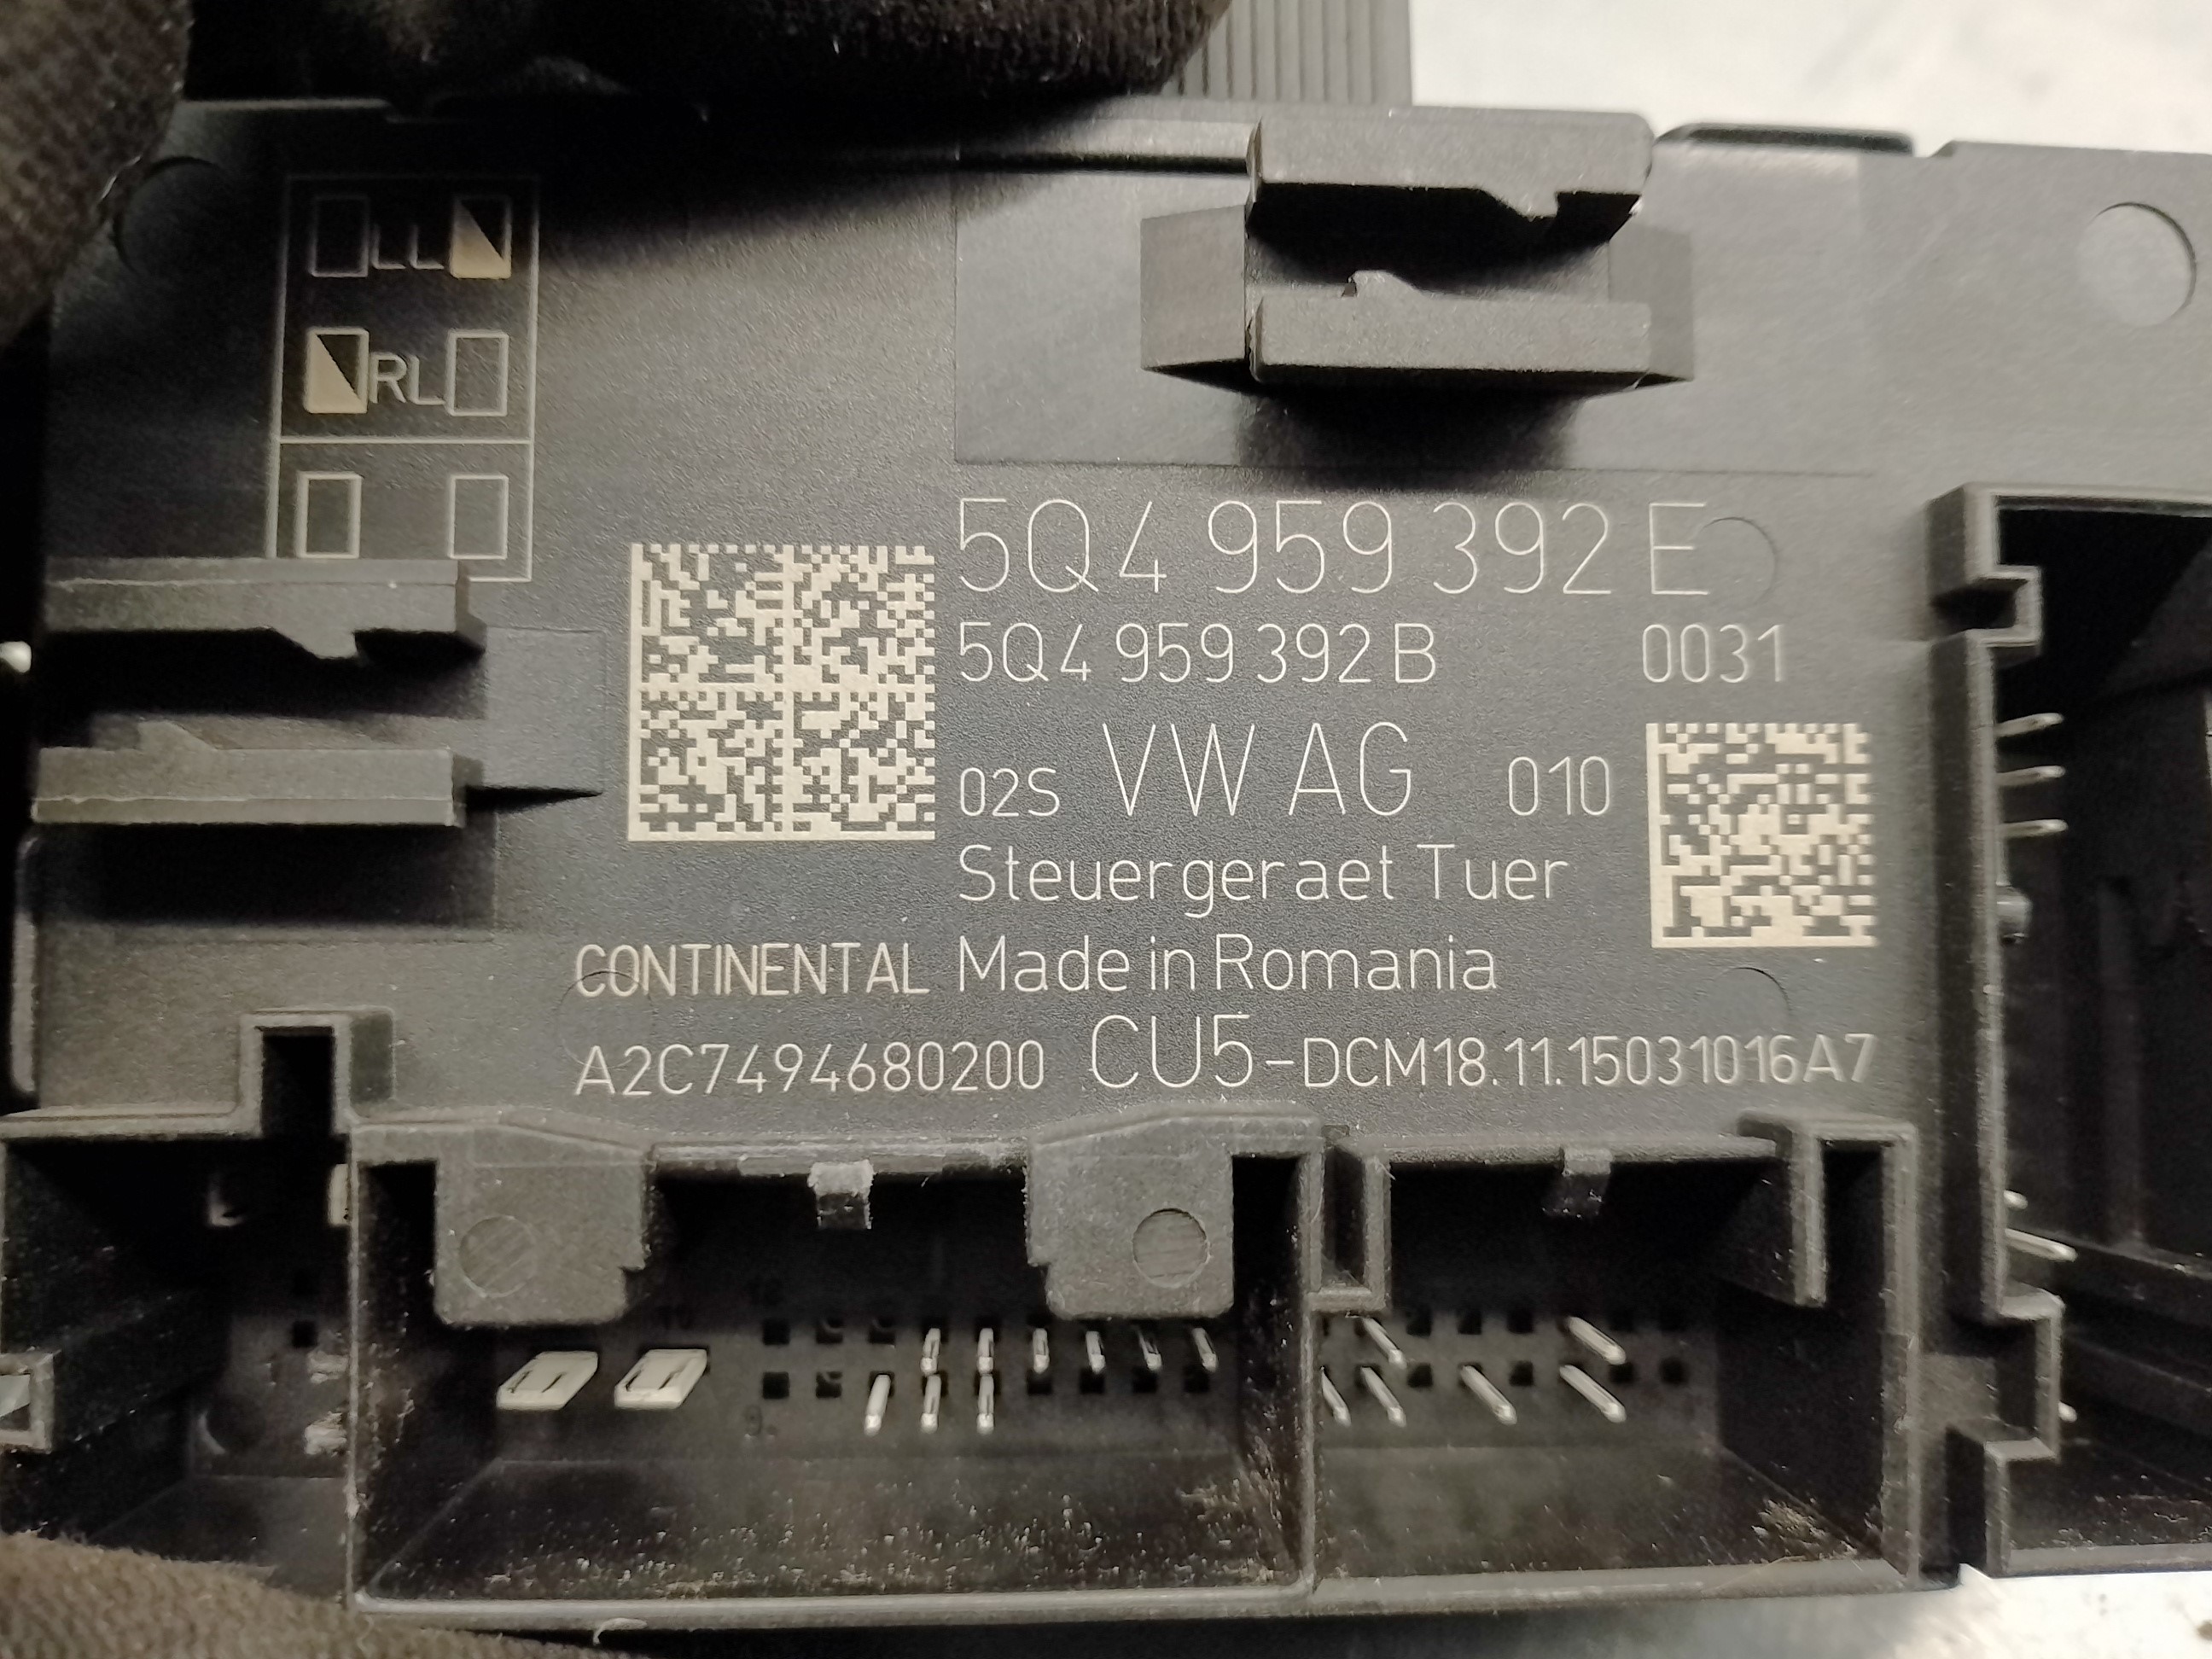 LL
RL
5Q4 959 392 E
5Q4 959 392 B 0031
02S VW AG 010
Steuergeraet Tuer
CONTINENTAL Made in Romania
A2C7494680200 CU5-DCM18.11.15031016A7